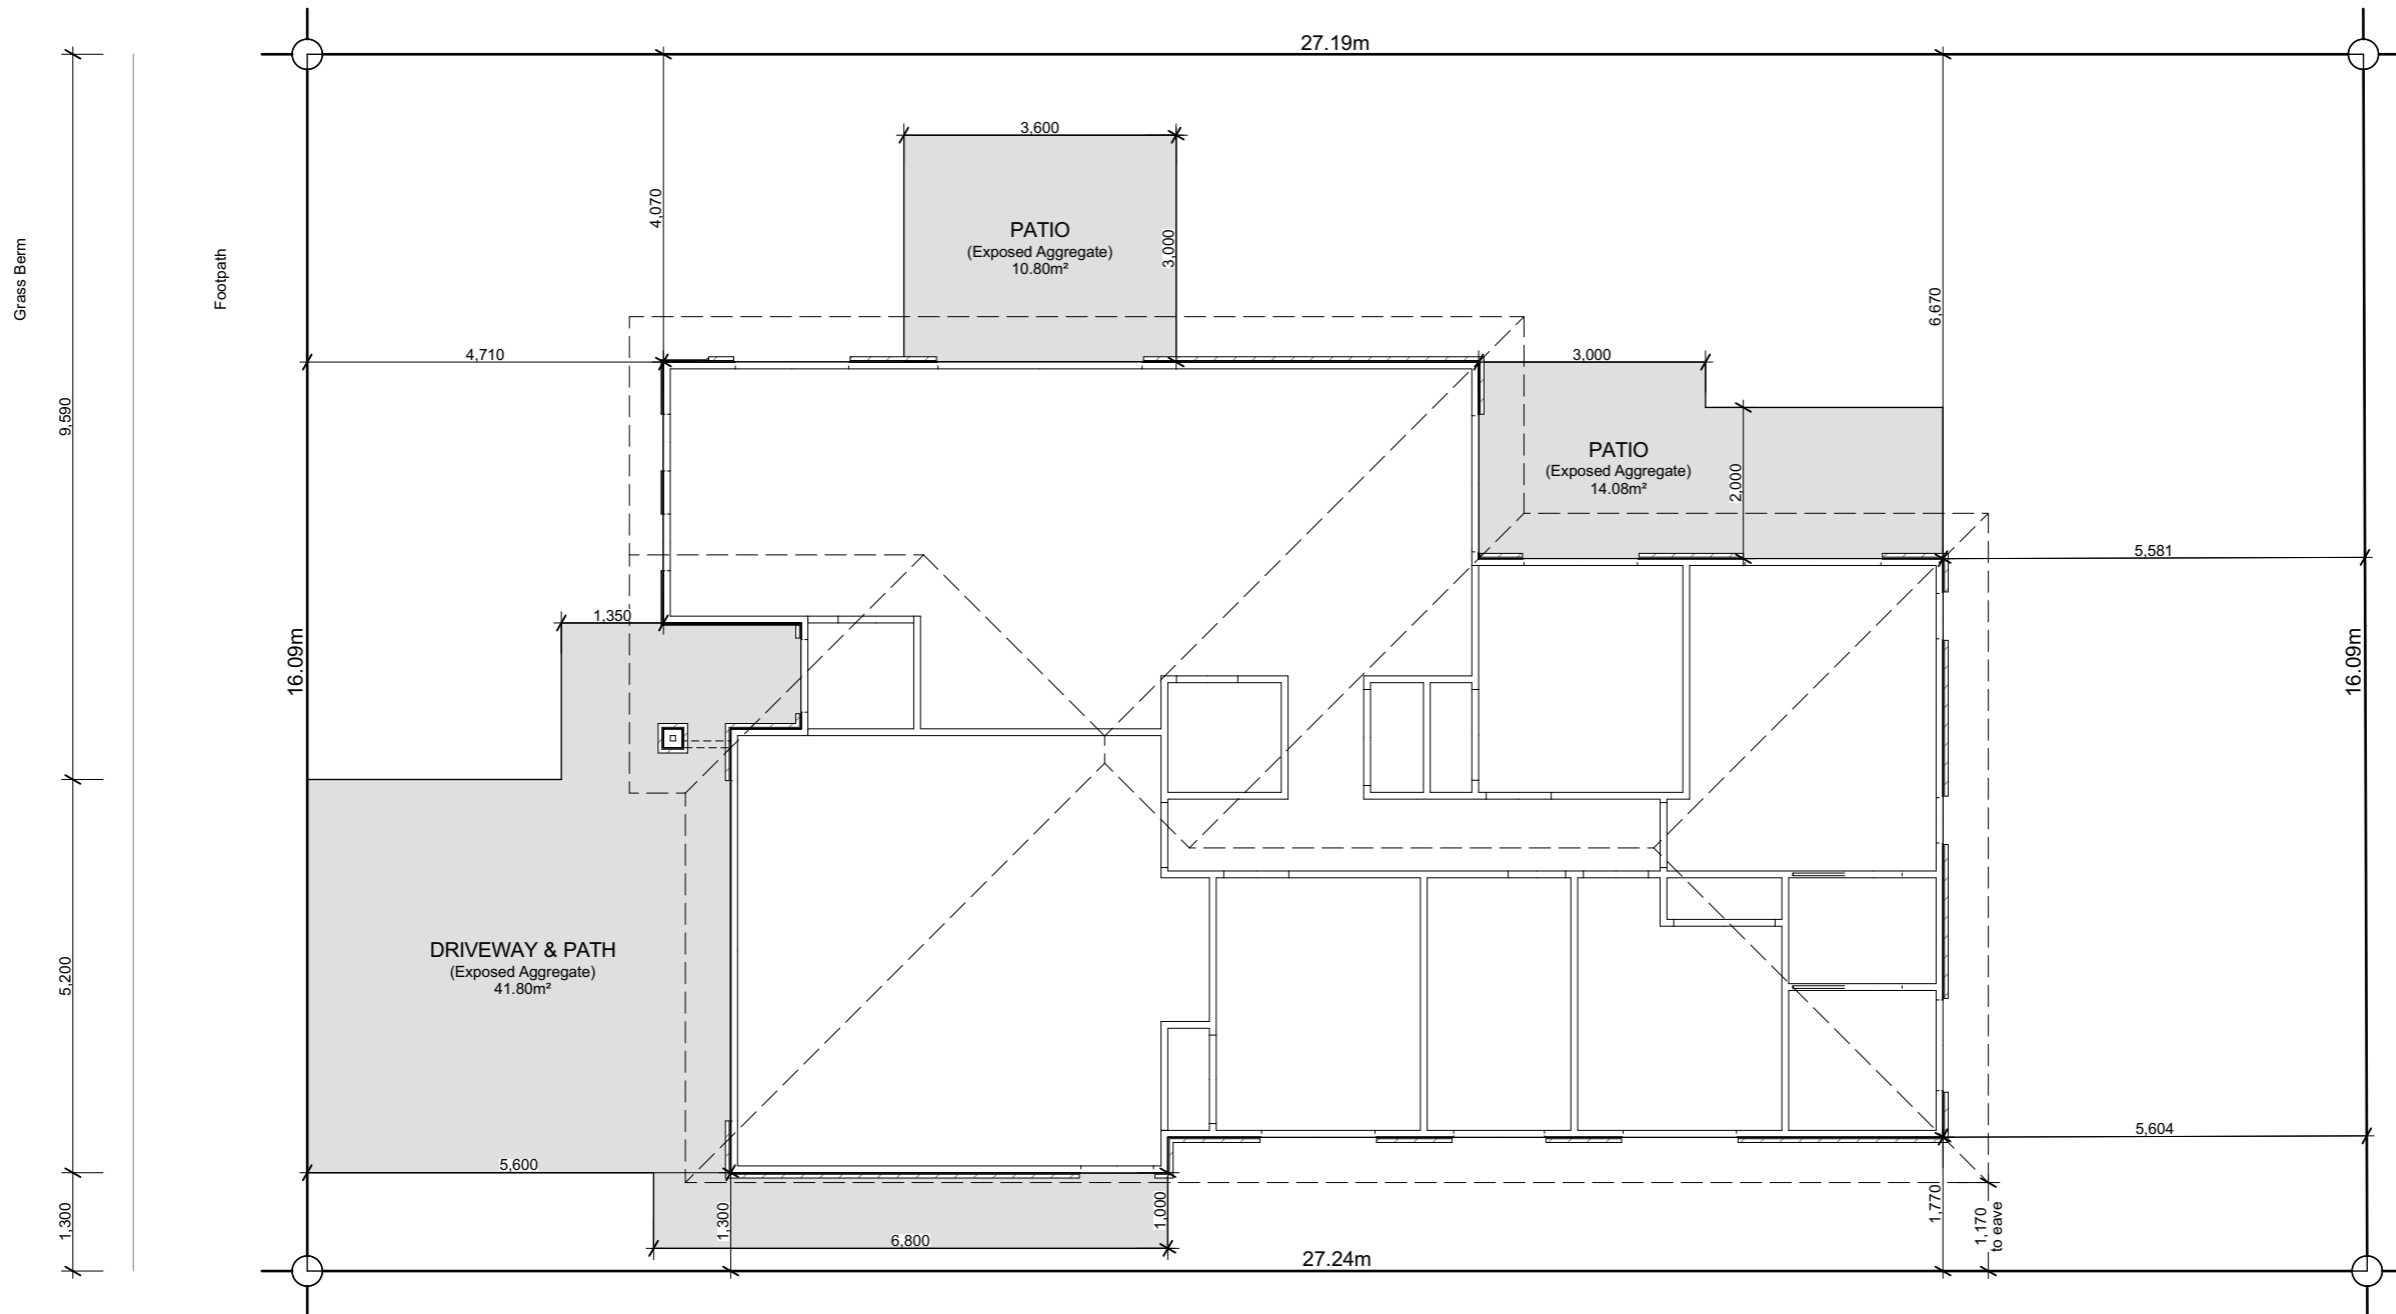 27.19m
3,600
4,070
PATIO
(Exposed Aggregate)
10.80m²
3,000
Grass Berm
Footpath
6,670
4,710
3,000
9,590
PATIO
(Exposed Aggregate)
14.08m²
2,000
5,581
1,350
16.09m
16.09m
DRIVEWAY & PATH
(Exposed Aggregate)
41.80m²
5,200
5,600
5,604
1,300
1,300
1,000
6,800
1,770
1,170
to eave
27.24m